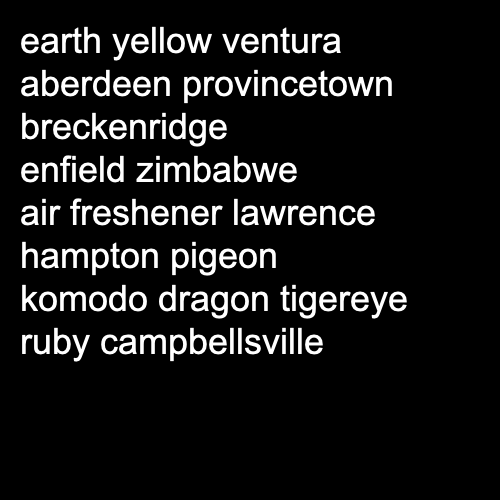 earth yellow ventura
aberdeen provincetown
breckenridge
enfield zimbabwe
air freshener lawrence
hampton pigeon
komodo dragon tigereye
ruby campbellsville